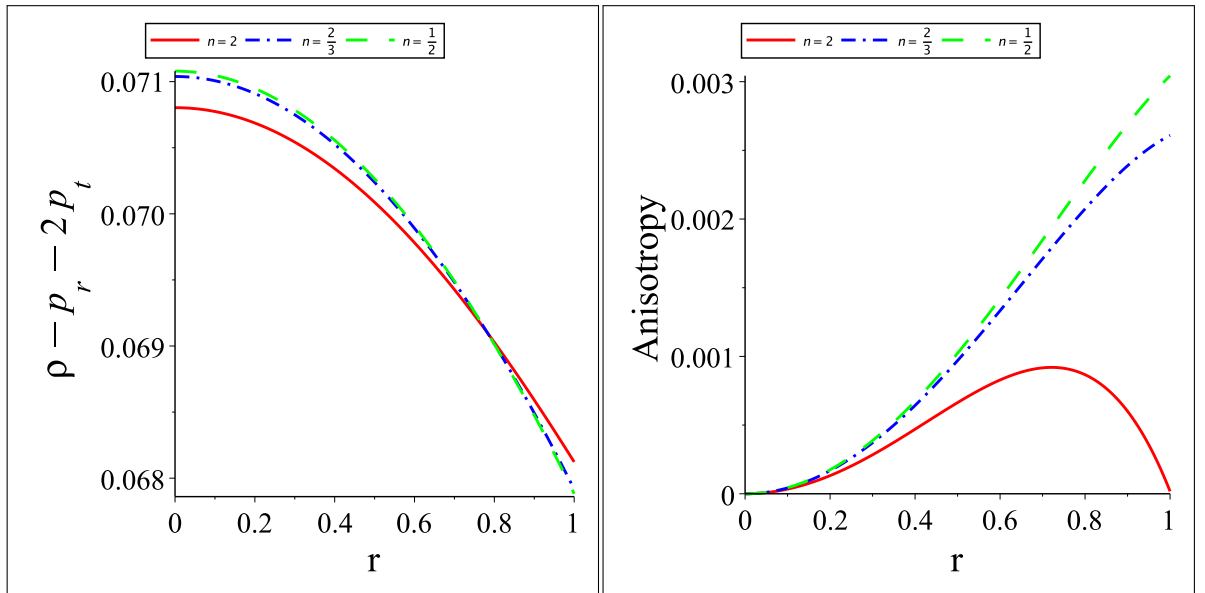 n = 2 n = 2/3 n = 1/2
0.071
0.070
0.069
0.068
ρ − p_r − 2 p_t
0 0.2 0.4 0.6 0.8 1
r
n = 2 n = 2/3 n = 1/2
0.003
0.002
0.001
0
Anisotropy
0 0.2 0.4 0.6 0.8 1
r